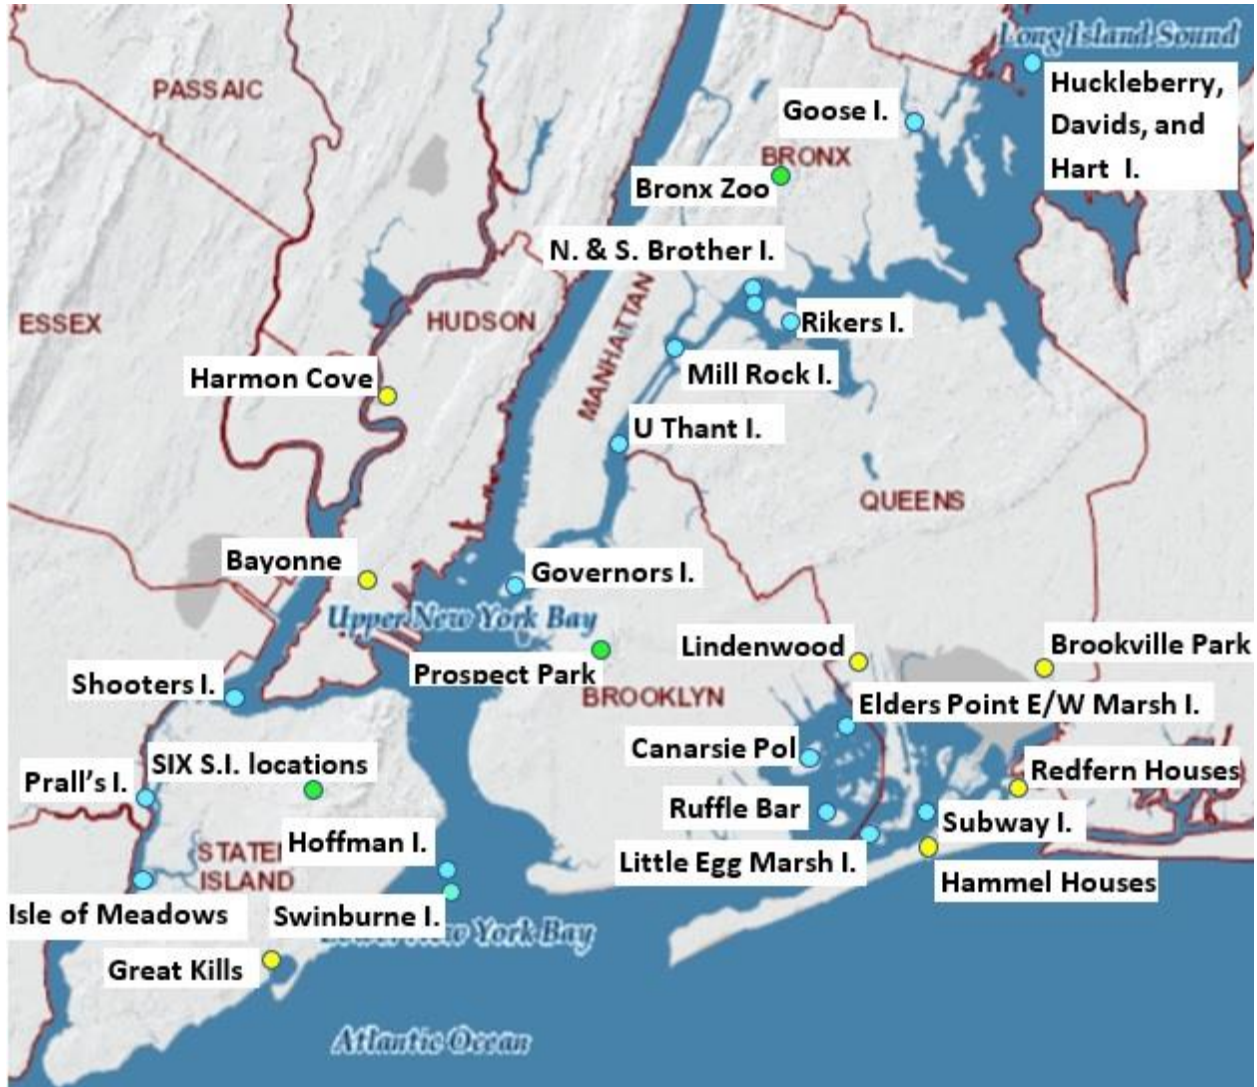 Long Island Sound
Huckleberry,
Davids, and
Hart I.
PASSAIC
Goose I.
BRONX
Bronx Zoo
N. & S. Brother I.
ESSEX
HUDSON
MANHATTAN
Rikers I.
Mill Rock I.
Harmon Cove
U Thant I.
QUEENS
Bayonne
Governors I.
Upper New York Bay
Lindenwood
Brookville Park
Prospect Park
Shooters I.
BROOKLYN
Elders Point E/W Marsh I.
Canarsie Pol
SIX S.I. locations
Prall's I.
Redfern Houses
Ruffle Bar
Subway I.
Hoffman I.
STATEN
ISLAND
Little Egg Marsh I.
Hammel Houses
Isle of Meadows
Swinburne I.
Lower New York Bay
Great Kills
Atlantic Ocean